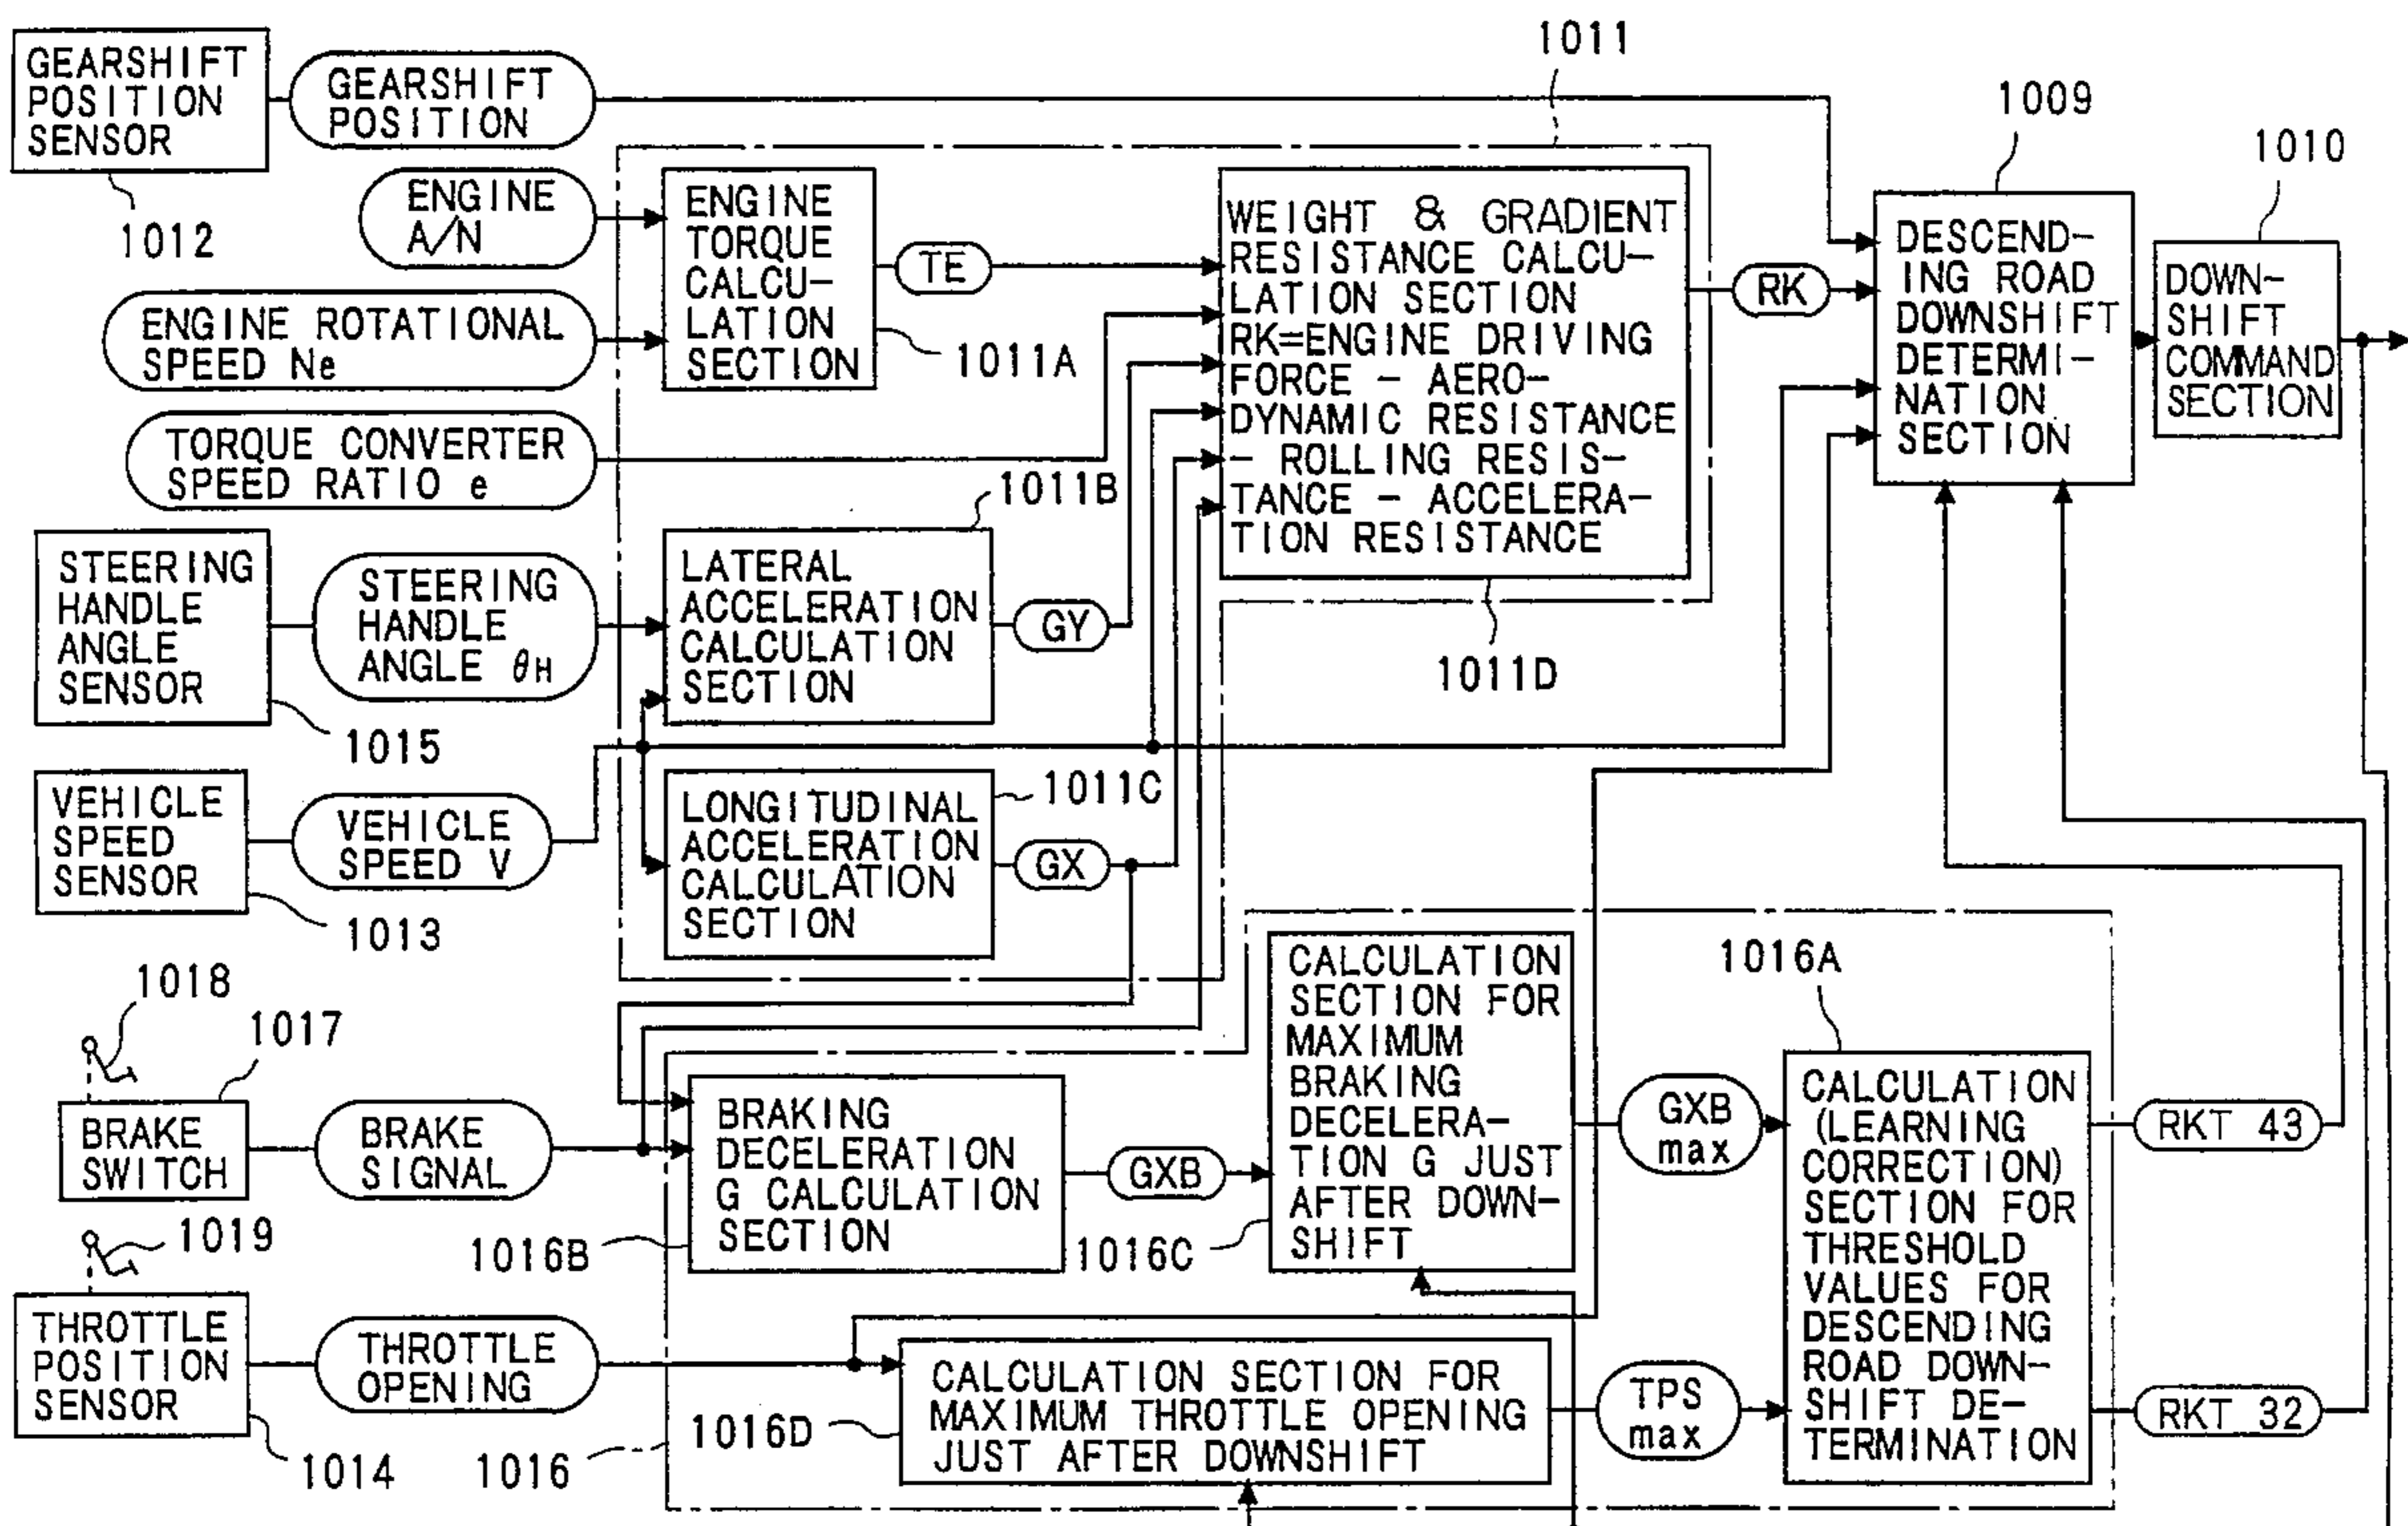 1011
GEARSHIFT
POSITION
SENSOR
1012
GEARSHIFT
POSITION
ENGINE
A/N
ENGINE ROTATIONAL
SPEED Ne
TORQUE CONVERTER
SPEED RATIO e
ENGINE
TORQUE
CALCU-
LATION
SECTION
1011A
TE
WEIGHT & GRADIENT
RESISTANCE CALCU-
LATION SECTION
RK=ENGINE DRIVING
FORCE - AERO-
DYNAMIC RESISTANCE
- ROLLING RESIS-
TANCE - ACCELERA-
TION RESISTANCE
1011D
RK
1009
DESCEND-
ING ROAD
DOWNSHIFT
DETERMI-
NATION
SECTION
1010
DOWN-
SHIFT
COMMAND
SECTION
STEERING
HANDLE
ANGLE
SENSOR
1015
STEERING
HANDLE
ANGLE θH
1011B
LATERAL
ACCELERATION
CALCULATION
SECTION
GY
VEHICLE
SPEED
SENSOR
1013
VEHICLE
SPEED V
1011C
LONGITUDINAL
ACCELERATION
CALCULATION
SECTION
GX
1018
1017
BRAKE
SWITCH
BRAKE
SIGNAL
BRAKING
DECELERATION
G CALCULATION
SECTION
1016B
GXB
CALCULATION
SECTION FOR
MAXIMUM
BRAKING
DECELERA-
TION G JUST
AFTER DOWN-
SHIFT
1016C
GXB
max
1016A
CALCULATION
(LEARNING
CORRECTION)
SECTION FOR
THRESHOLD
VALUES FOR
DESCENDING
ROAD DOWN-
SHIFT DE-
TERMINATION
RKT 43
RKT 32
1019
THROTTLE
POSITION
SENSOR
1014
THROTTLE
OPENING
1016
1016D
CALCULATION SECTION FOR
MAXIMUM THROTTLE OPENING
JUST AFTER DOWNSHIFT
TPS
max